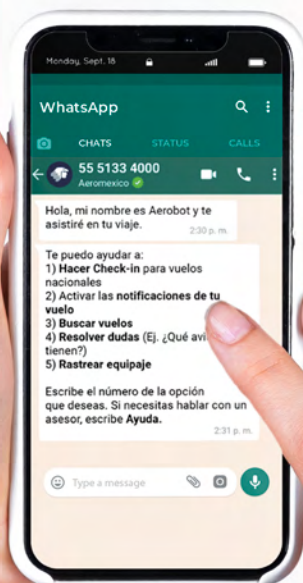 Monday, Sept. 18
WhatsApp
CHATS STATUS CALLS
55 5133 4000
Aeromexico
Hola, mi nombre es Aerobot y te
asistiré en tu viaje.
2:30 p. m.
Te puedo ayudar a:
1) Hacer Check-in para vuelos
nacionales
2) Activar las notificaciones de tu
vuelo
3) Buscar vuelos
4) Resolver dudas (Ej. ¿Qué
tienen?)
5) Rastrear equipaje
Escribe el número de la opción
que deseas. Si necesitas hablar con un
asesor, escribe Ayuda.
2:31 p. m.
Type a message